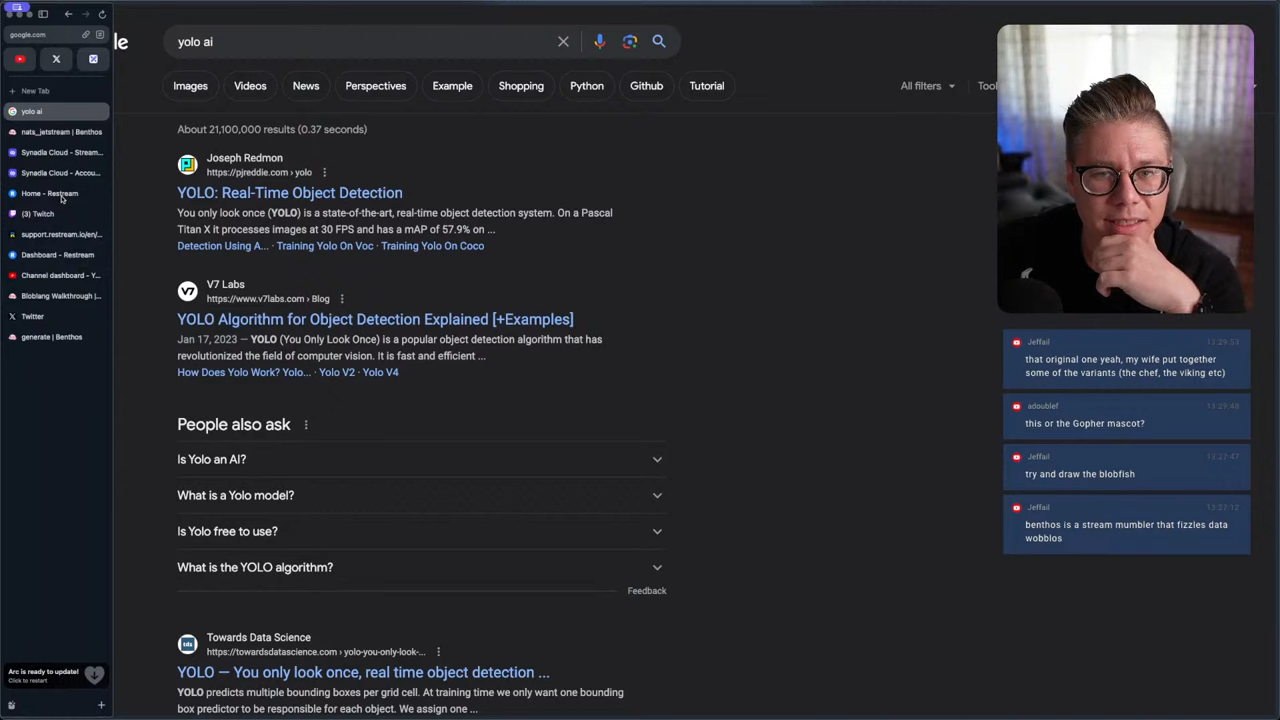 google.com
New Tab
yolo ai
nats_jetstream | Benthos
Synadia Cloud - Stream...
Synadia Cloud - Accou...
Home - Restream
(3) Twitch
support.restream.io/en/...
Dashboard - Restream
Channel dashboard - Y...
Bloblang Walkthrough |...
Twitter
generate | Benthos
Arc is ready to update!
Click to restart
le
yolo ai
Images
Videos
News
Perspectives
Example
Shopping
Python
Github
Tutorial
All filters
Tool
About 21,100,000 results (0.37 seconds)
Joseph Redmon
https://pjreddie.com › yolo
YOLO: Real-Time Object Detection
You only look once (YOLO) is a state-of-the-art, real-time object detection system. On a Pascal
Titan X it processes images at 30 FPS and has a mAP of 57.9% on ...
Detection Using A... · Training Yolo On Voc · Training Yolo On Coco
V7 Labs
https://www.v7labs.com › Blog
YOLO Algorithm for Object Detection Explained [+Examples]
Jan 17, 2023 — YOLO (You Only Look Once) is a popular object detection algorithm that has
revolutionized the field of computer vision. It is fast and efficient ...
How Does Yolo Work? Yolo... · Yolo V2 · Yolo V4
People also ask
Is Yolo an AI?
What is a Yolo model?
Is Yolo free to use?
What is the YOLO algorithm?
Feedback
Towards Data Science
https://towardsdatascience.com › yolo-you-only-look-...
YOLO — You only look once, real time object detection ...
YOLO predicts multiple bounding boxes per grid cell. At training time we only want one bounding
box predictor to be responsible for each object. We assign one ...
Jeffail 13:29:53
that original one yeah, my wife put together
some of the variants (the chef, the viking etc)
adoublef 13:29:48
this or the Gopher mascot?
Jeffail 13:27:47
try and draw the blobfish
Jeffail 13:27:12
benthos is a stream mumbler that fizzles data
wobblos